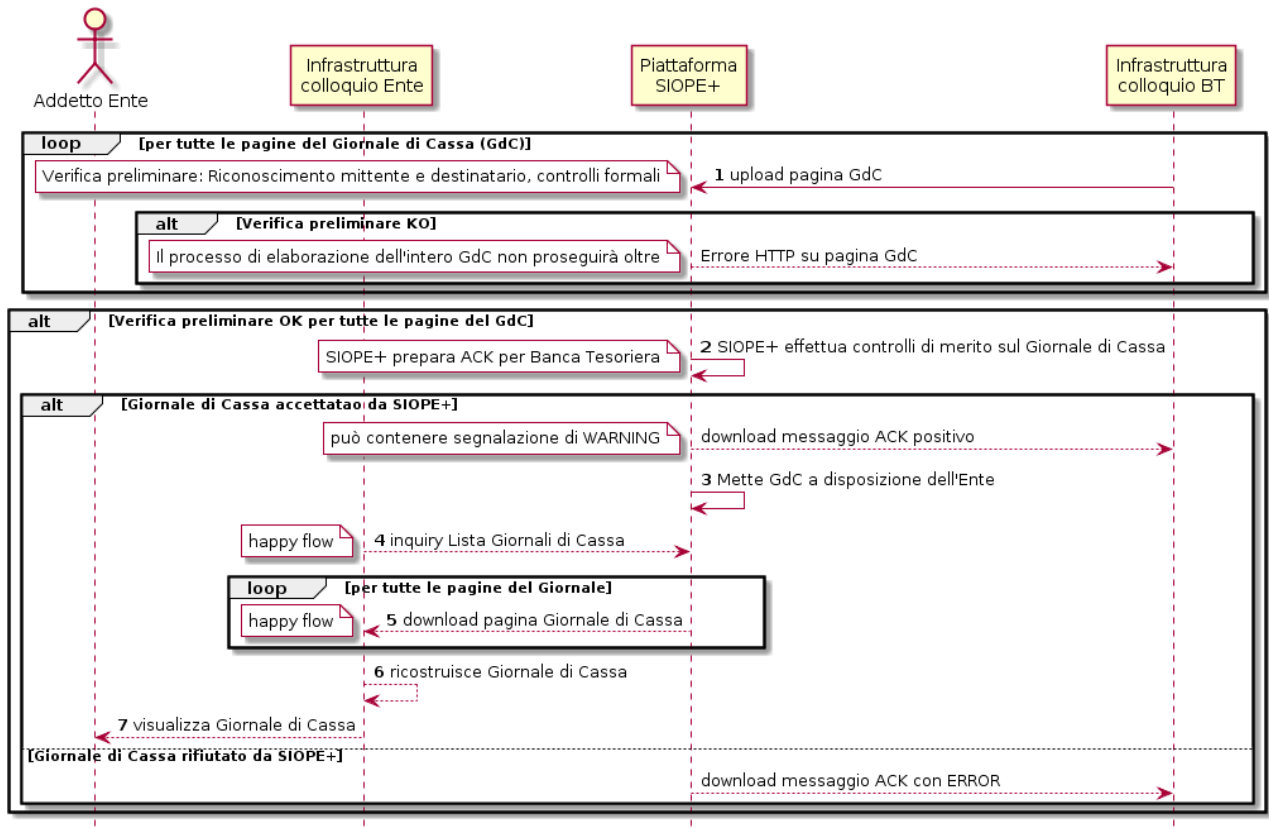 Addetto Ente
Infrastruttura
colloquio Ente
Piattaforma
SIOPE+
Infrastruttura
colloquio BT
loop [per tutte le pagine del Giornale di Cassa (GdC)]
Verifica preliminare: Riconoscimento mittente e destinatario, controlli formali
1 upload pagina GdC
alt [Verifica preliminare KO]
Il processo di elaborazione dell'intero GdC non proseguirà oltre
Errore HTTP su pagina GdC
alt [Verifica preliminare OK per tutte le pagine del GdC]
SIOPE+ prepara ACK per Banca Tesoriera
2 SIOPE+ effettua controlli di merito sul Giornale di Cassa
alt [Giornale di Cassa accettatao da SIOPE+]
può contenere segnalazione di WARNING
download messaggio ACK positivo
3 Mette GdC a disposizione dell'Ente
happy flow
4 inquiry Lista Giornali di Cassa
loop [per tutte le pagine del Giornale]
happy flow
5 download pagina Giornale di Cassa
6 ricostruisce Giornale di Cassa
7 visualizza Giornale di Cassa
[Giornale di Cassa rifiutato da SIOPE+]
download messaggio ACK con ERROR